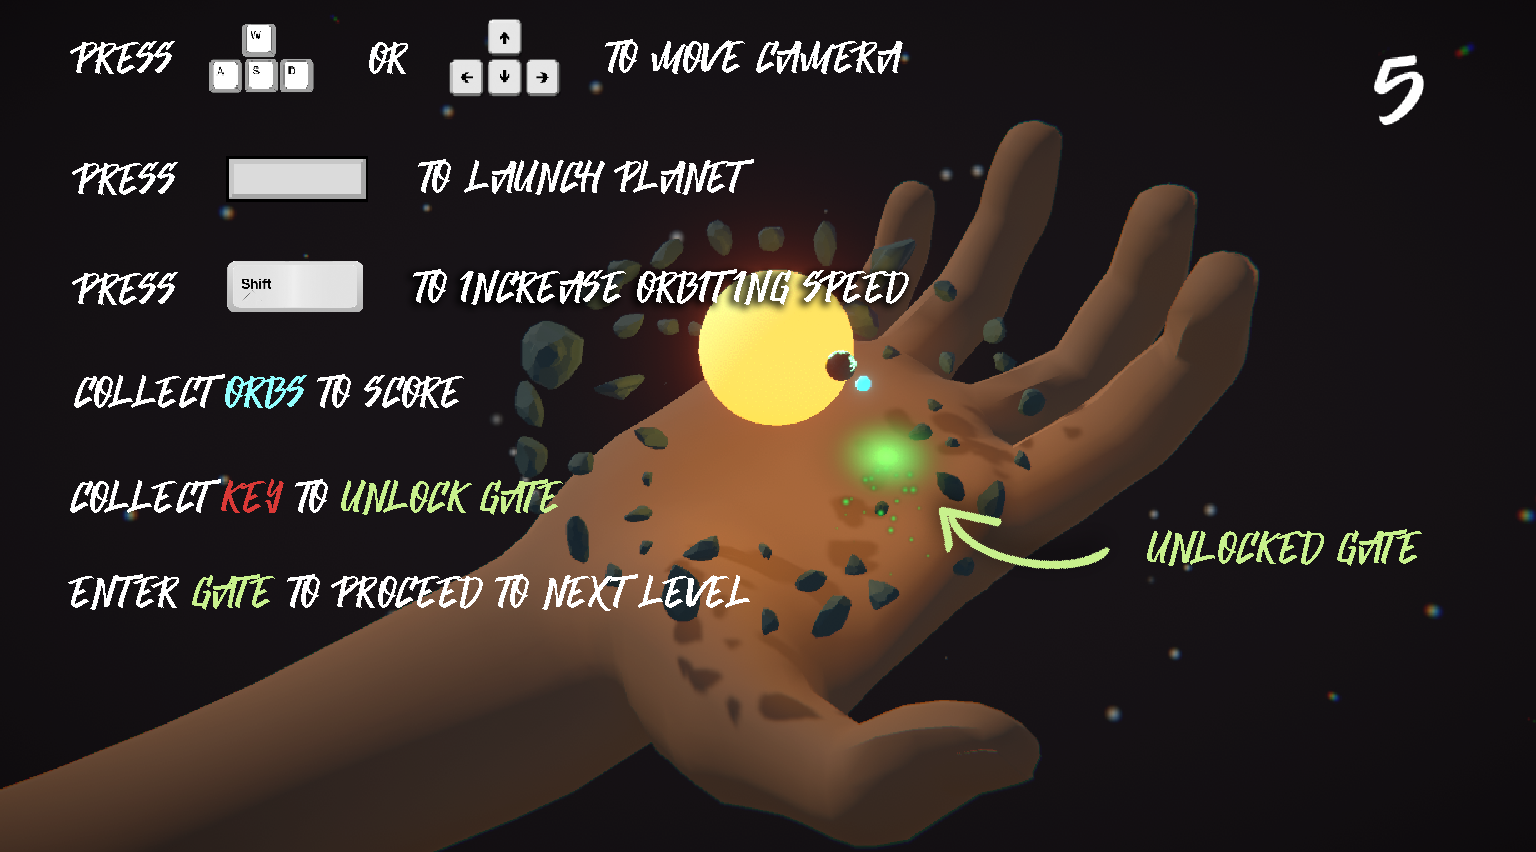 PRESS W A S D OR ↑ ← ↓ → TO MOVE CAMERA
5
PRESS TO LAUNCH PLANET
PRESS Shift TO INCREASE ORBITING SPEED
COLLECT ORBS TO SCORE
COLLECT KEY TO UNLOCK GATE
UNLOCKED GATE
ENTER GATE TO PROCEED TO NEXT LEVEL